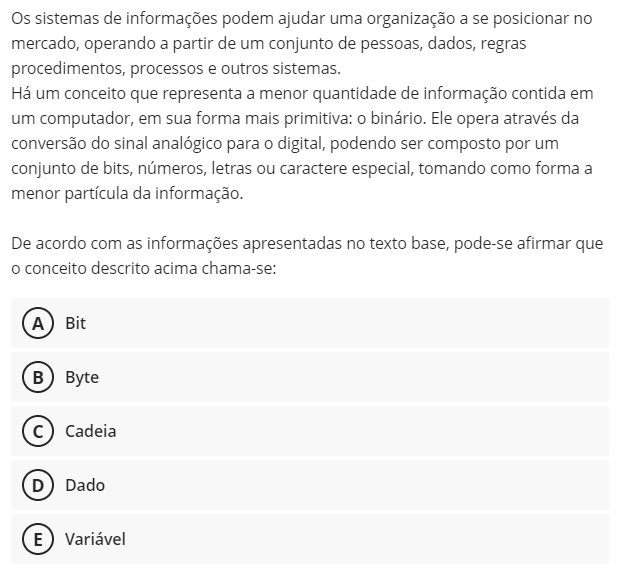 Os sistemas de informações podem ajudar uma organização a se posicionar no
mercado, operando a partir de um conjunto de pessoas, dados, regras
procedimentos, processos e outros sistemas.
Há um conceito que representa a menor quantidade de informação contida em
um computador, em sua forma mais primitiva: o binário. Ele opera através da
conversão do sinal analógico para o digital, podendo ser composto por um
conjunto de bits, números, letras ou caractere especial, tomando como forma a
menor partícula da informação.
De acordo com as informações apresentadas no texto base, pode-se afirmar que
o conceito descrito acima chama-se:
A Bit
B Byte
C Cadeia
D Dado
E Variável